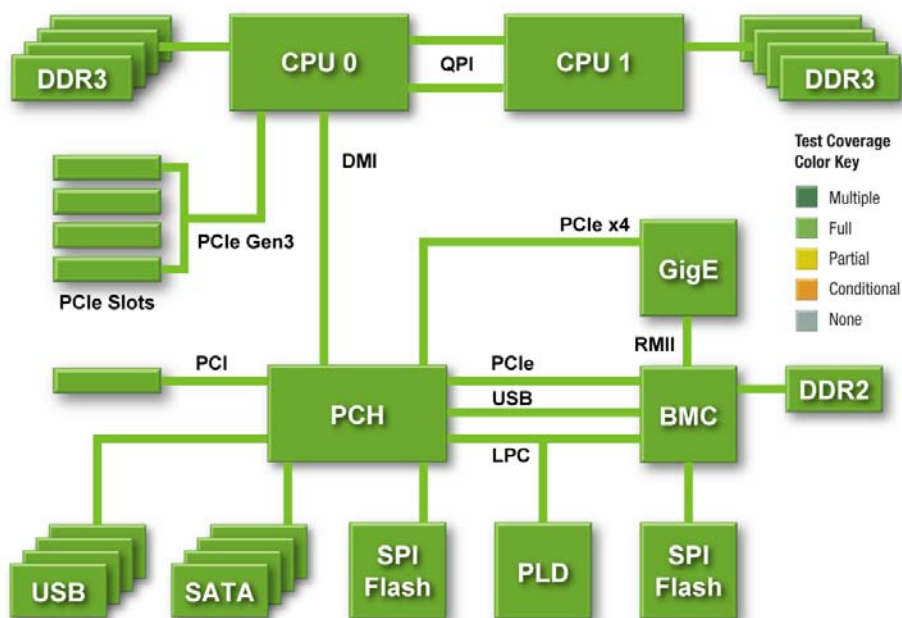 DDR3
CPU 0
QPI
CPU 1
DDR3
DMI
Test Coverage
Color Key
Multiple
Full
Partial
Conditional
None
PCIe Gen3
PCIe Slots
PCIe x4
GigE
RMII
PCI
PCH
PCIe
USB
LPC
BMC
DDR2
USB
SATA
SPI
Flash
PLD
SPI
Flash